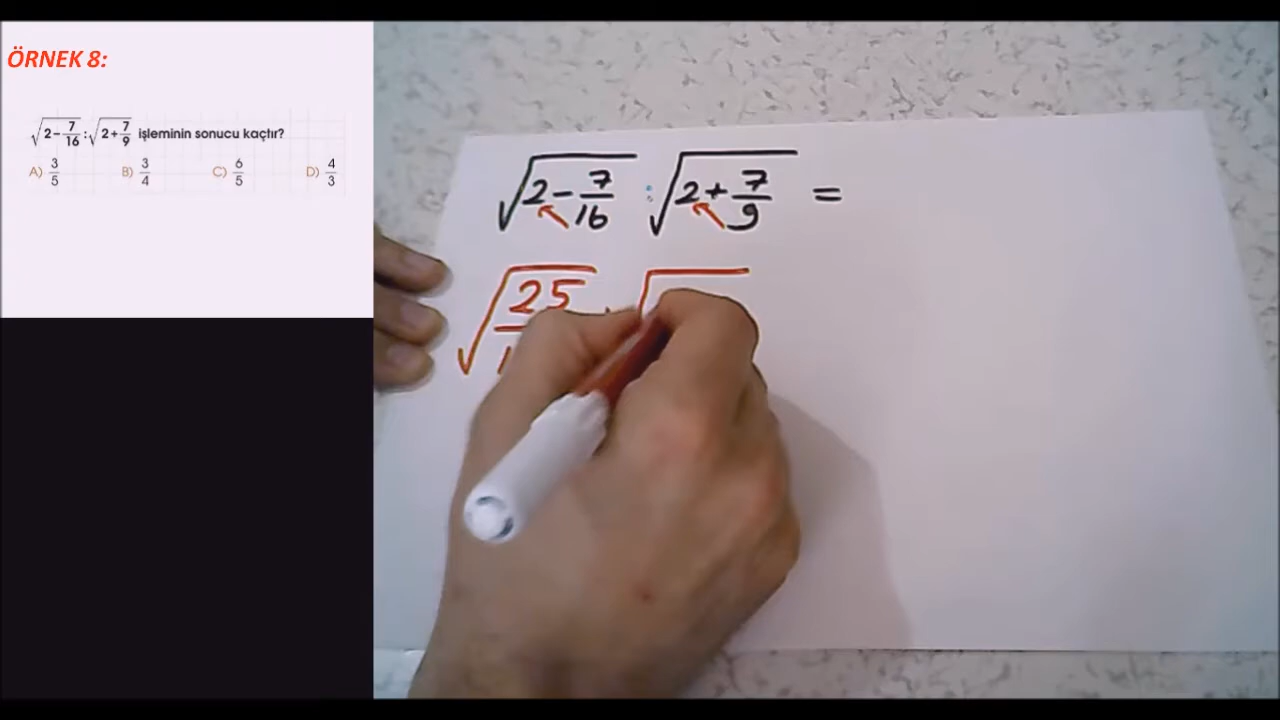 ÖRNEK 8:
√2-7/16 : √2+7/9 işleminin sonucu kaçtır?
A) 3/5 B) 3/4 C) 6/5 D) 4/3
√2-7/16 : √2+7/9 =
√25